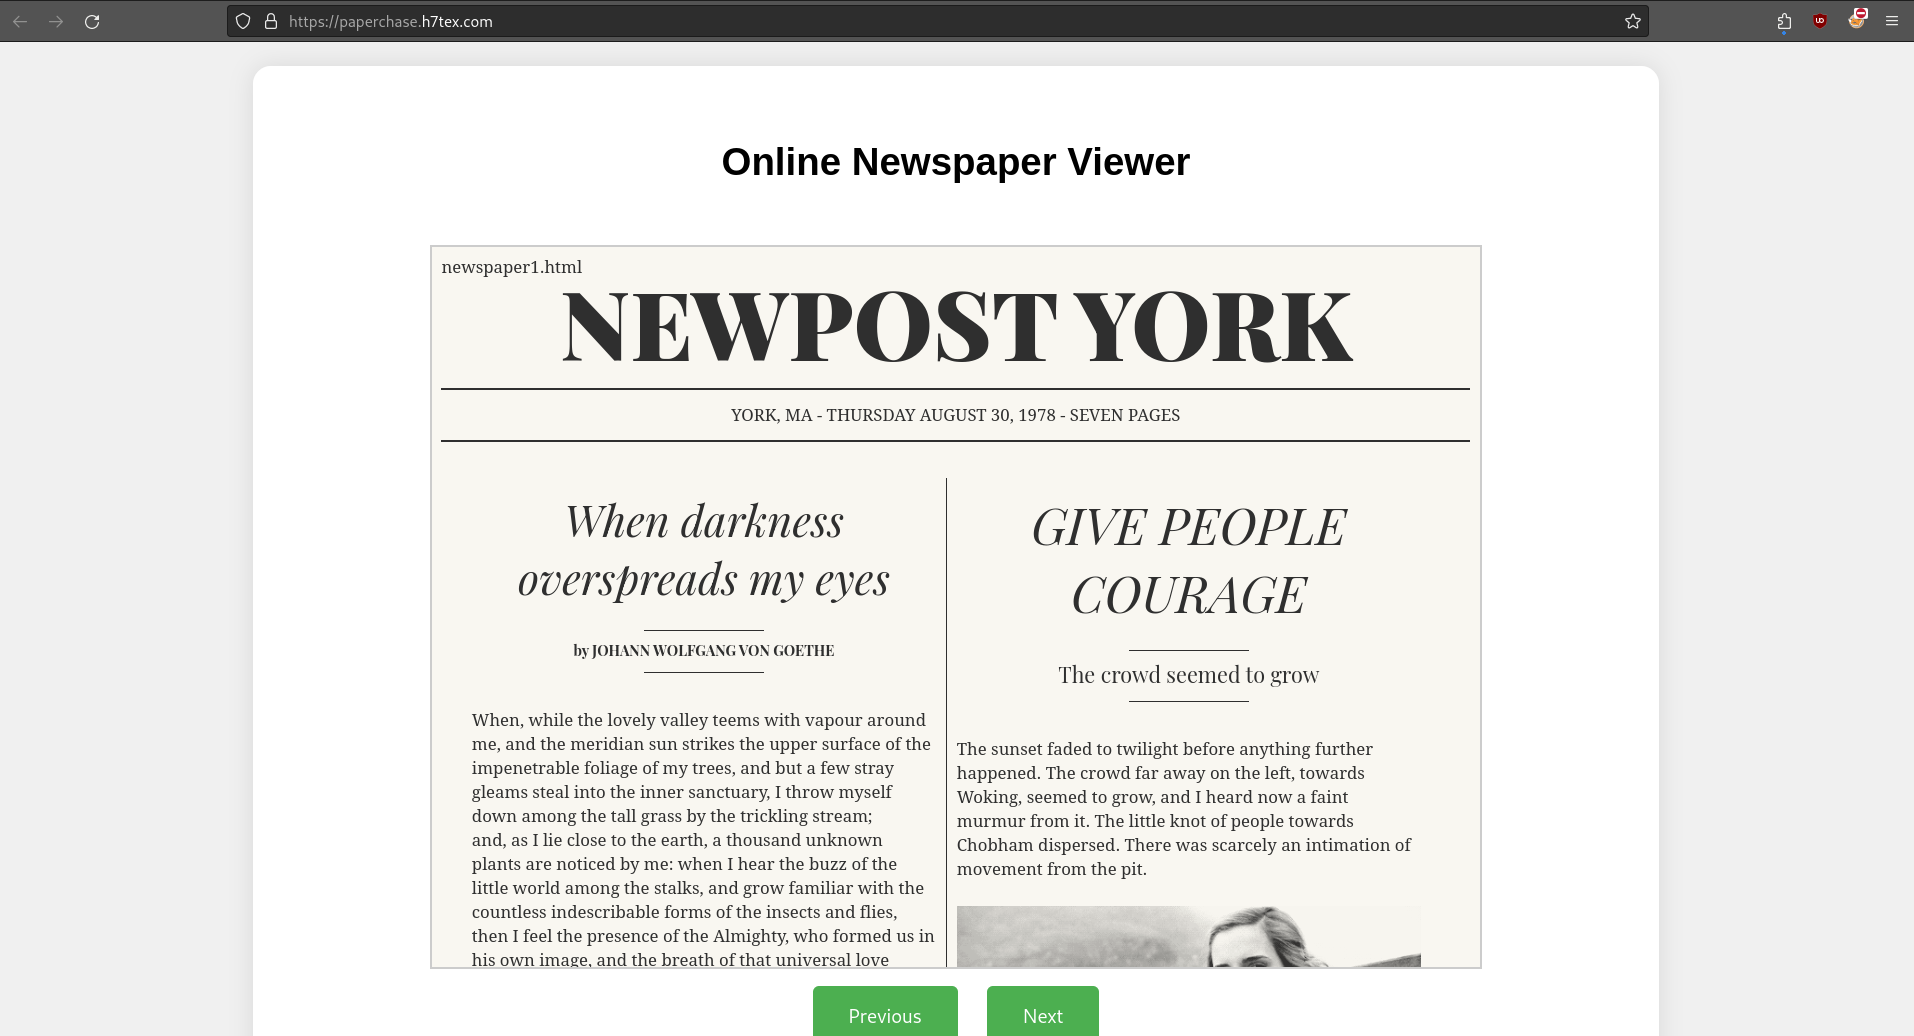 https://paperchase.h7tex.com
Online Newspaper Viewer
newspaper1.html
NEWPOST YORK
YORK, MA - THURSDAY AUGUST 30, 1978 - SEVEN PAGES
When darkness
overspreads my eyes
by JOHANN WOLFGANG VON GOETHE
When, while the lovely valley teems with vapour around
me, and the meridian sun strikes the upper surface of the
impenetrable foliage of my trees, and but a few stray
gleams steal into the inner sanctuary, I throw myself
down among the tall grass by the trickling stream;
and, as I lie close to the earth, a thousand unknown
plants are noticed by me: when I hear the buzz of the
little world among the stalks, and grow familiar with the
countless indescribable forms of the insects and flies,
then I feel the presence of the Almighty, who formed us in
his own image, and the breath of that universal love
GIVE PEOPLE
COURAGE
The crowd seemed to grow
The sunset faded to twilight before anything further
happened. The crowd far away on the left, towards
Woking, seemed to grow, and I heard now a faint
murmur from it. The little knot of people towards
Chobham dispersed. There was scarcely an intimation of
movement from the pit.
Previous
Next